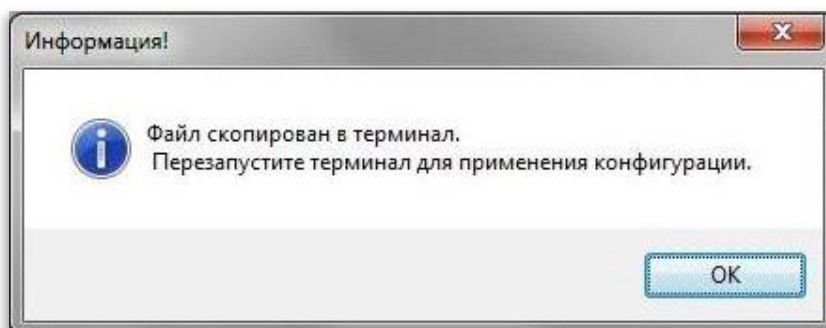 Информация!
Файл скопирован в терминал.
Перезапустите терминал для применения конфигурации.
OK